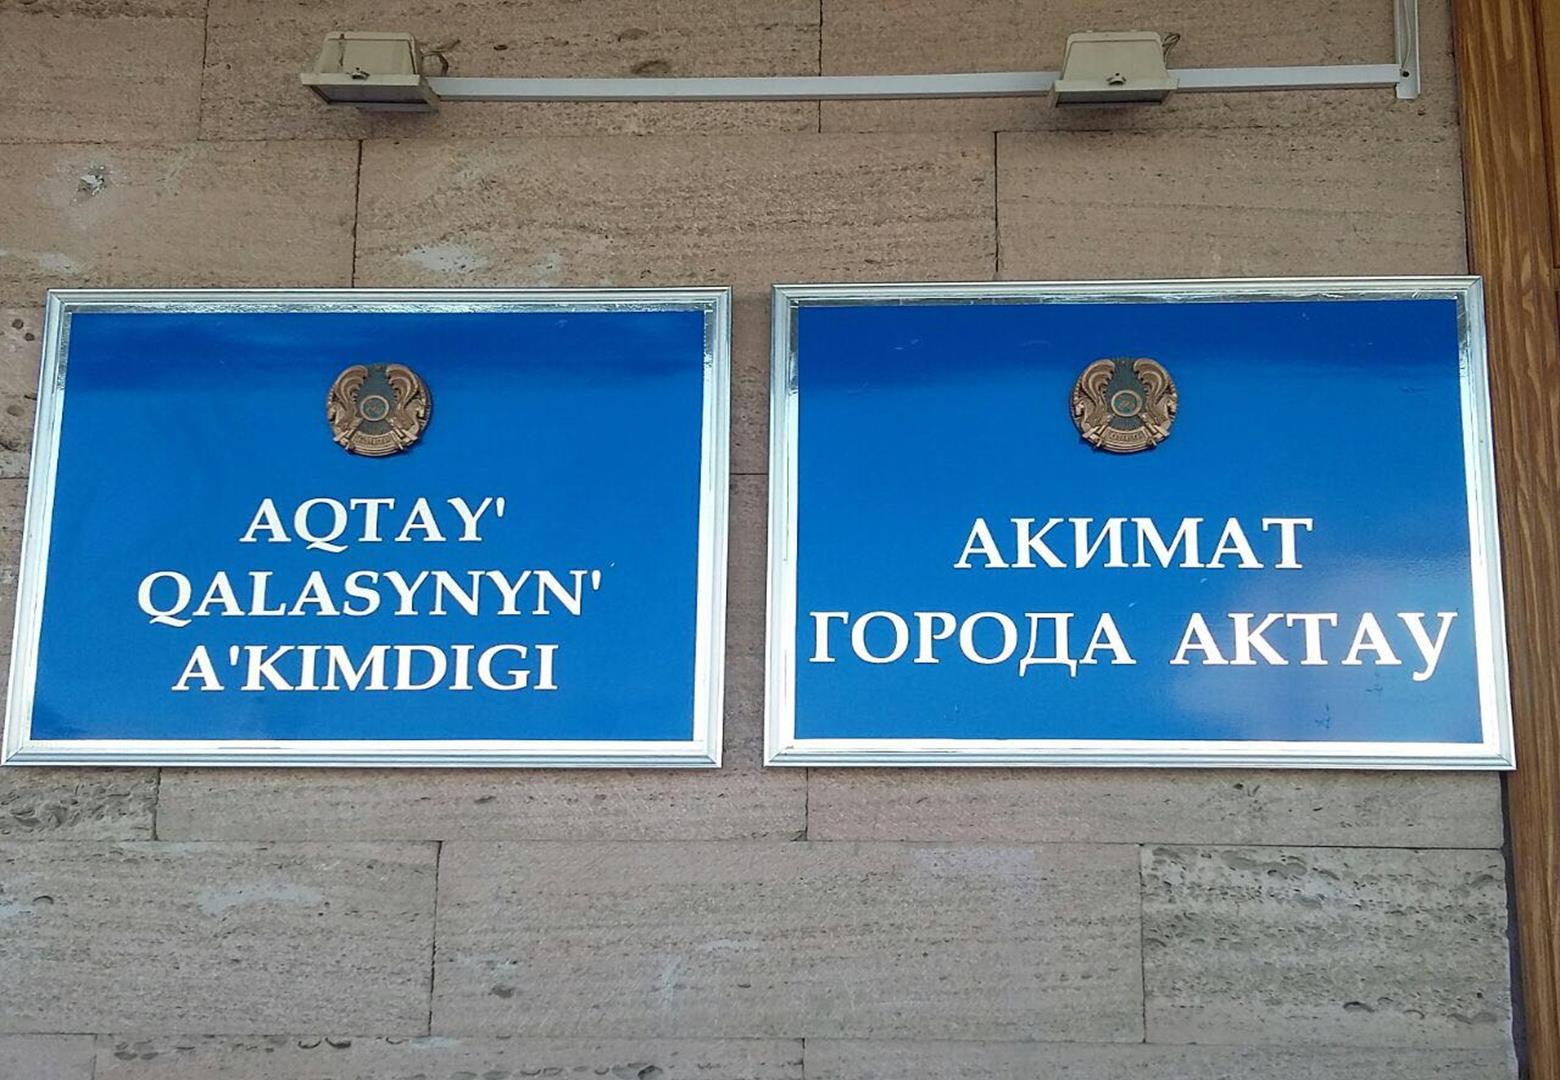 AQTAY'
QALASYNYN'
A'KIMDIGI
АКИМАТ
ГОРОДА АКТАУ